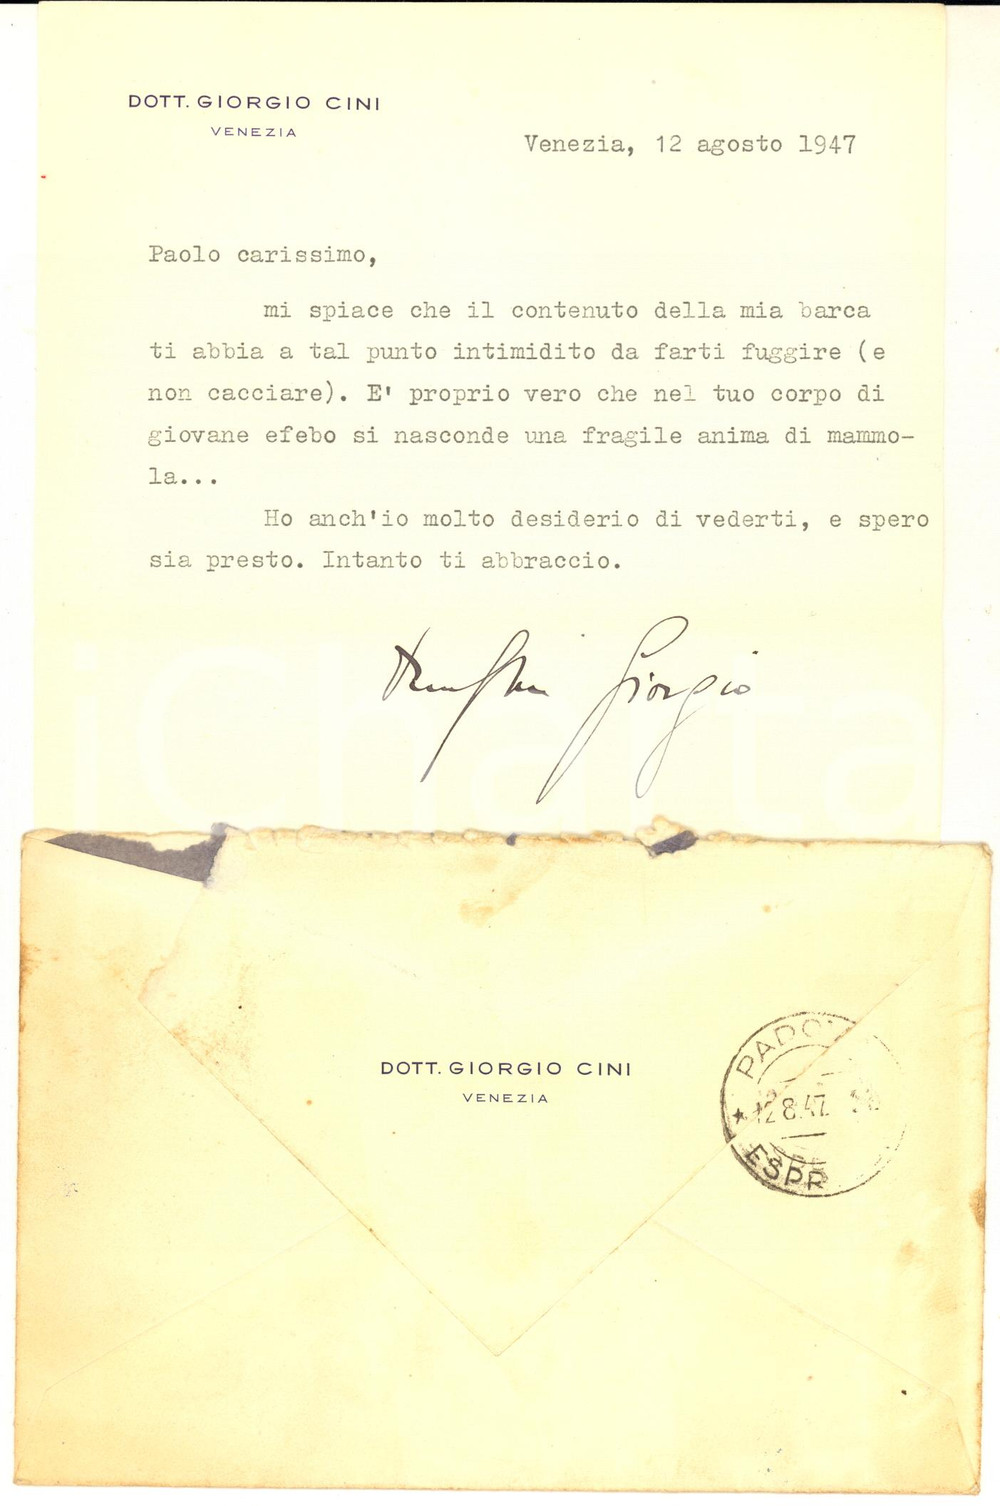 DOTT. GIORGIO CINI
VENEZIA
Venezia, 12 agosto 1947
Paolo carissimo,
mi spiace che il contenuto della mia barca
ti abbia a tal punto intimidito da farti fuggire (e
non cacciare). E' proprio vero che nel tuo corpo di
giovane efebo si nasconde una fragile anima di mammo-
la...
Ho anch'io molto desiderio di vederti, e spero
sia presto. Intanto ti abbraccio.
Giorgio
iCharta
DOTT. GIORGIO CINI
VENEZIA
PADO
12 8.47
ESPR